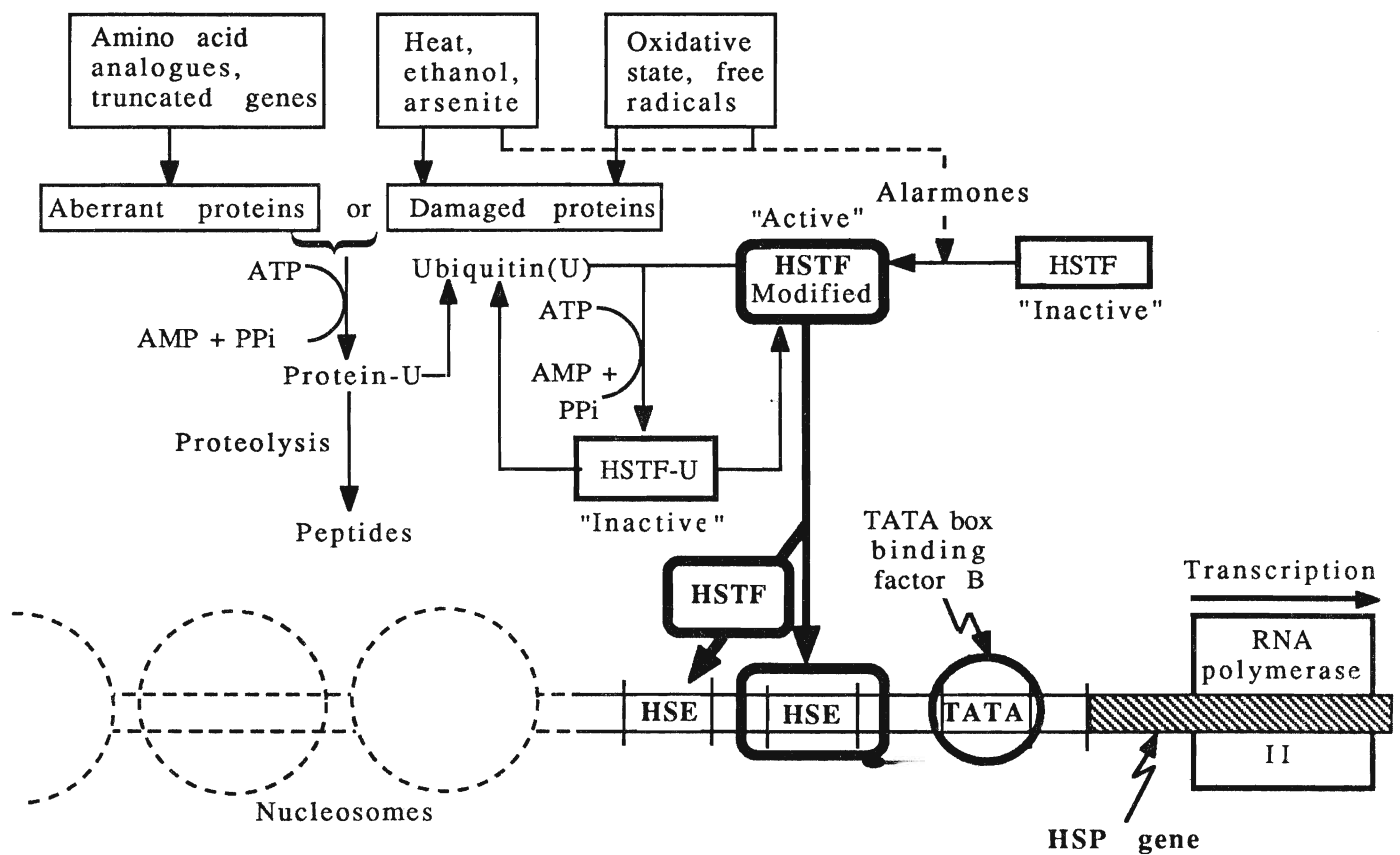 Amino acid
analogues,
truncated genes
Heat,
ethanol,
arsenite
Oxidative
state, free
radicals
Aberrant proteins
or
Damaged proteins
Alarmones
"Active"
HSTF
Modified
HSTF
"Inactive"
ATP
AMP + PPi
Ubiquitin(U)
ATP
AMP +
PPi
Protein-U
Proteolysis
Peptides
HSTF-U
"Inactive"
TATA box
binding
factor B
Transcription
HSTF
RNA
polymerase
II
HSE
HSE
TATA
Nucleosomes
HSP gene